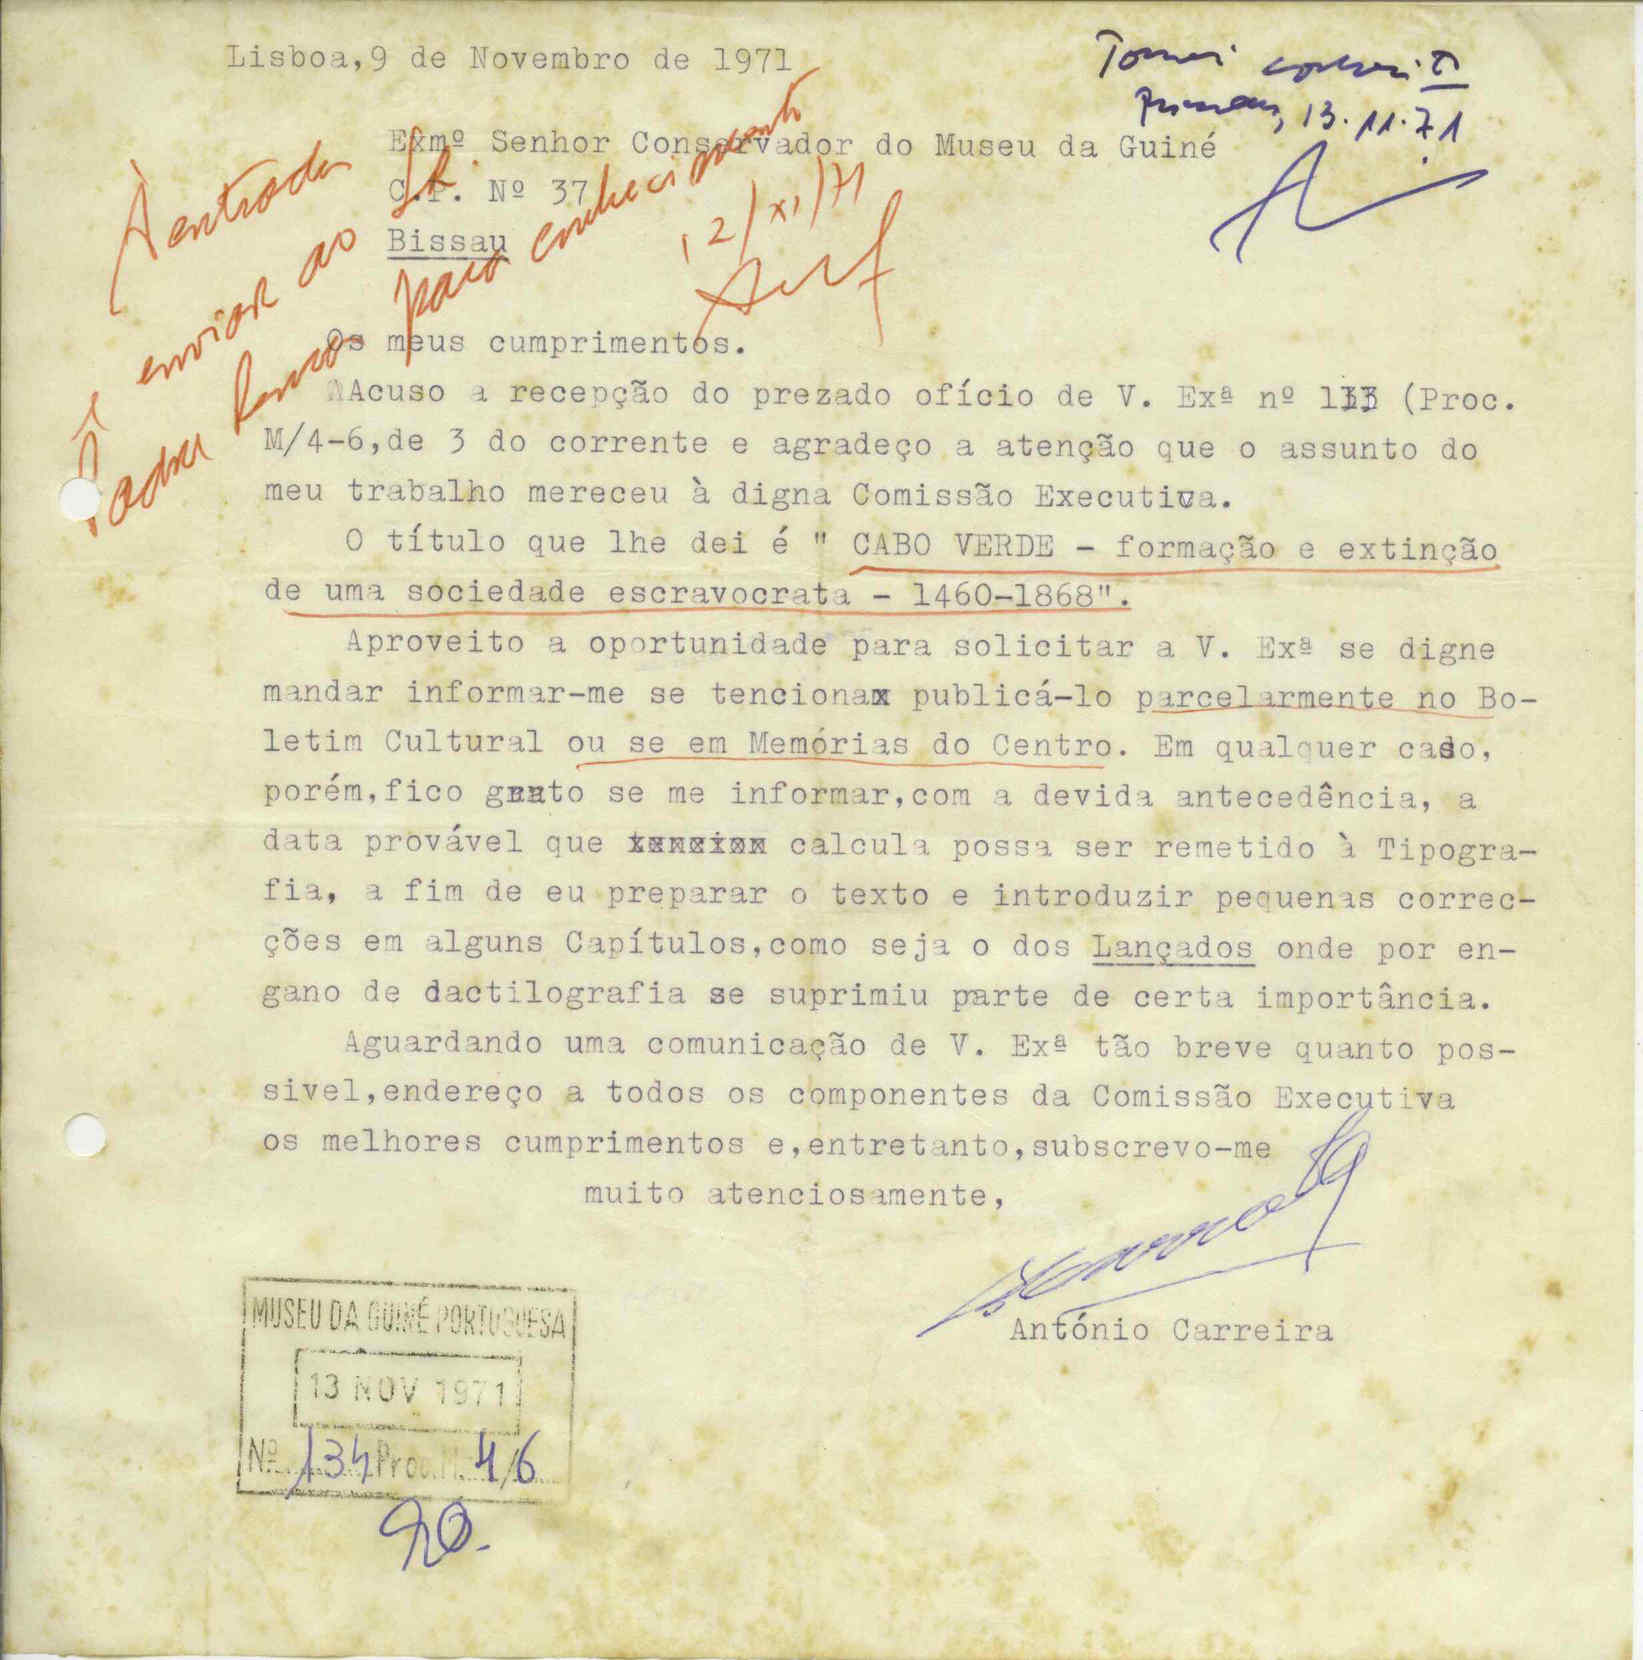 Lisboa,9 de Novembro de 1971
Tomei
13.11.71
Exmº Senhor Conservador do Museu da Guiné
C.P. Nº 37
Bissau
À entrada
e enviar ao Sr.
Padre para conhecimento
12/XI/71
Os meus cumprimentos.
Acuso a recepção do prezado ofício de V. Exª nº (Proc.
M/4-6,de 3 do corrente e agradeço a atenção que o assunto do
meu trabalho mereceu à digna Comissão Executiva.
O título que lhe dei é " CABO VERDE - formação e extinção
de uma sociedade escravocrata - 1460-1868".
Aproveito a oportunidade para solicitar a V. Exª se digne
mandar informar-me se tenciona publicá-lo parcelarmente no Bo-
letim Cultural ou se em Memórias do Centro. Em qualquer caso,
porém,fico grato se me informar,com a devida antecedência, a
data provável que calcula possa ser remetido à Tipogra-
fia, a fim de eu preparar o texto e introduzir pequenas correc-
ções em alguns Capítulos,como seja o dos Lançados onde por en-
gano de dactilografia se suprimiu parte de certa importância.
Aguardando uma comunicação de V. Exª tão breve quanto pos-
sivel,endereço a todos os componentes da Comissão Executiva
os melhores cumprimentos e,entretanto,subscrevo-me
muito atenciosamente,
António Carreira
MUSEU DA GUINÉ PORTUGUESA
13 NOV 1971
Nº 134 Proc. M. 4/6